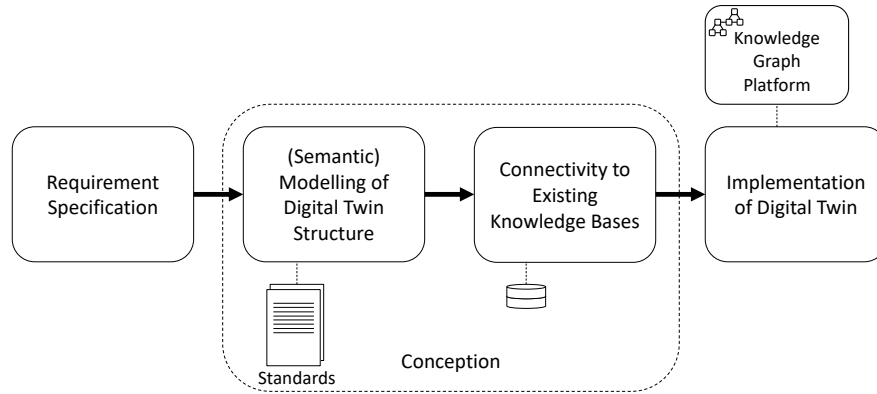 Knowledge
Graph
Platform
Requirement
Specification
(Semantic)
Modelling of
Digital Twin
Structure
Connectivity to
Existing
Knowledge Bases
Implementation
of Digital Twin
Standards
Conception